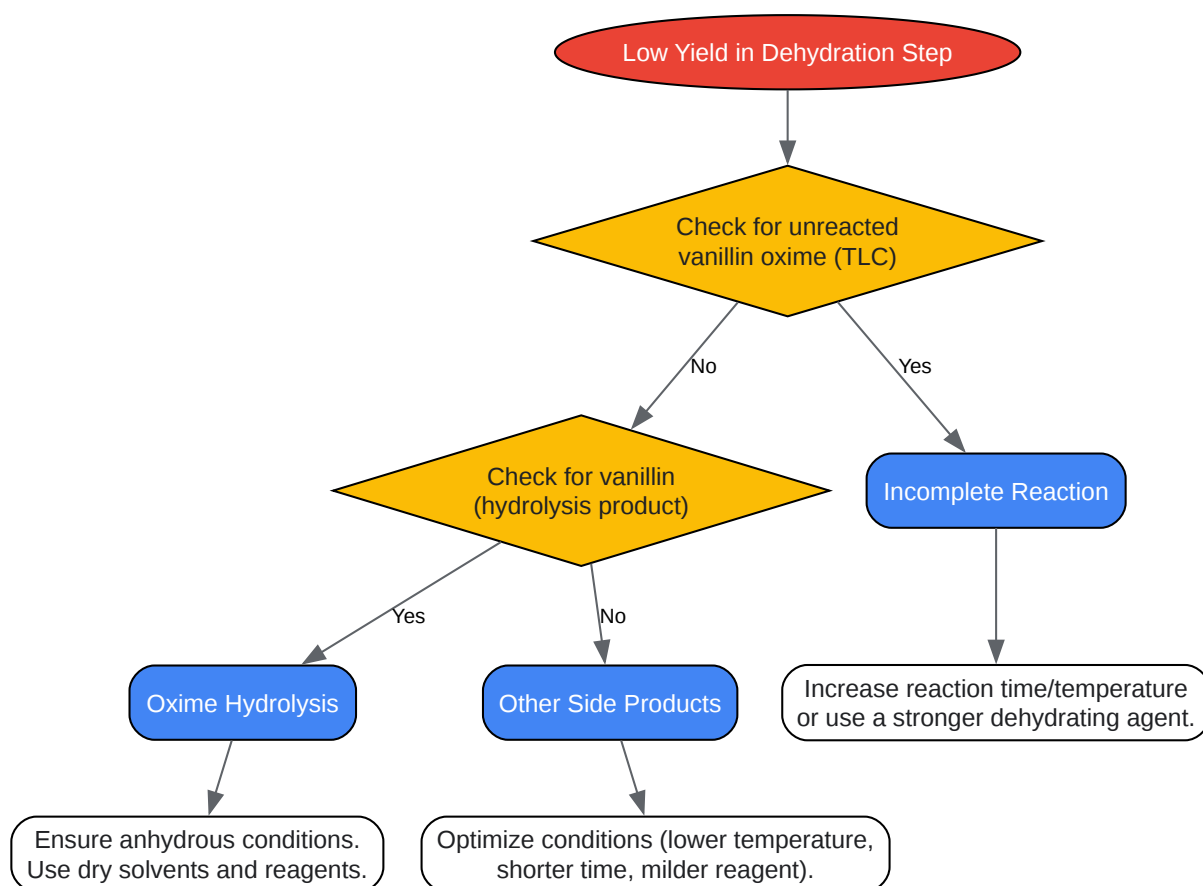 Low Yield in Dehydration Step
Check for unreacted
vanillin oxime (TLC)
No
Yes
Check for vanillin
(hydrolysis product)
Incomplete Reaction
Yes
No
Oxime Hydrolysis
Other Side Products
Increase reaction time/temperature
or use a stronger dehydrating agent.
Ensure anhydrous conditions.
Use dry solvents and reagents.
Optimize conditions (lower temperature,
shorter time, milder reagent).